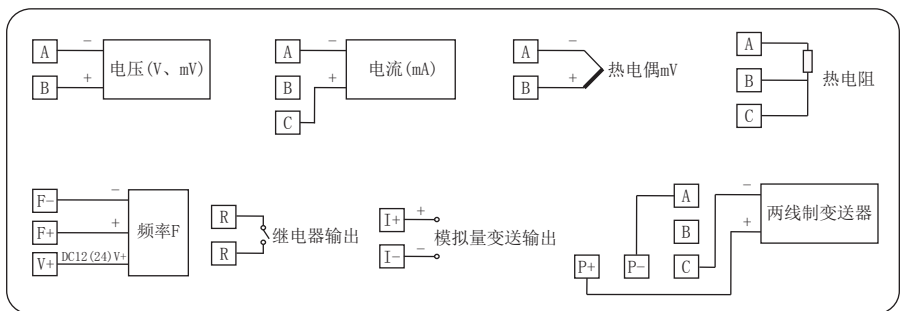 A
−
电压(V、mV)
B
+
A
−
电流(mA)
B
+
C
A
−
热电偶mV
B
+
A
B
热电阻
C
F−
−
F+
+
频率F
V+
DC12(24)V+
R
继电器输出
R
I+
+
模拟量变送输出
I−
−
A
−
两线制变送器
B
+
P+
P−
C